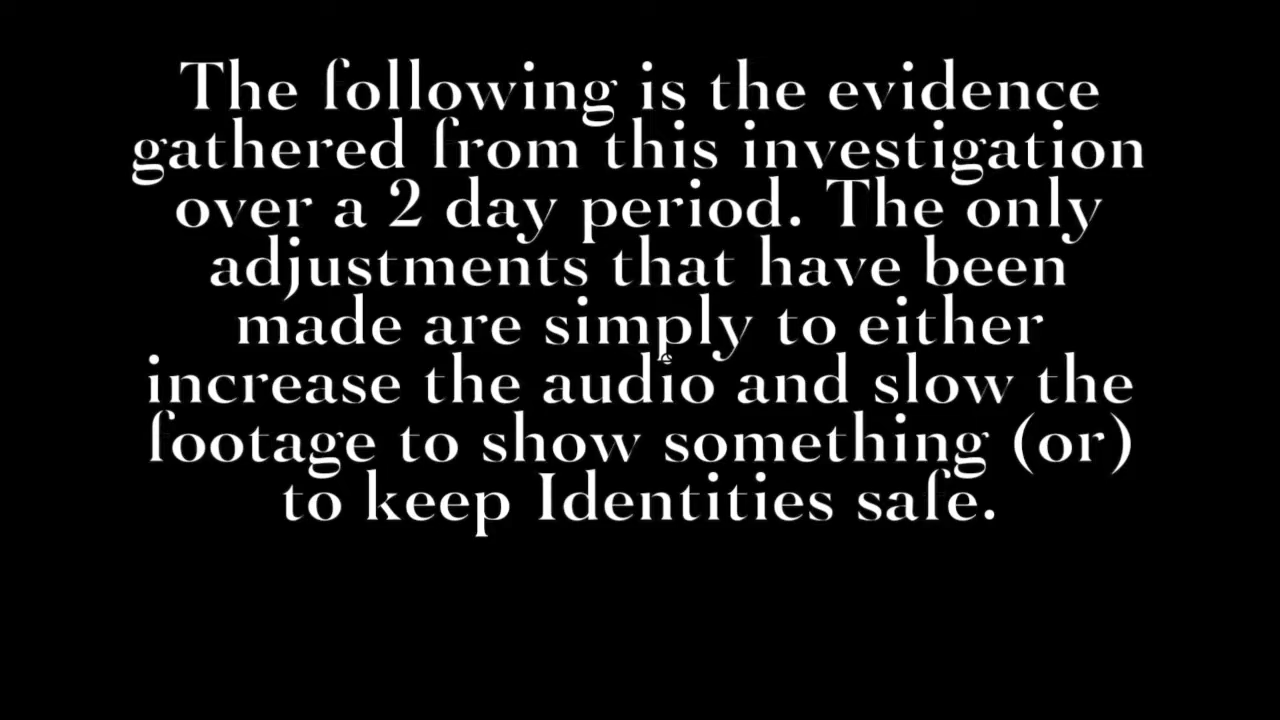 The following is the evidence
gathered from this investigation
over a 2 day period. The only
adjustments that have been
made are simply to either
increase the audio and slow the
footage to show something (or)
to keep Identities safe.